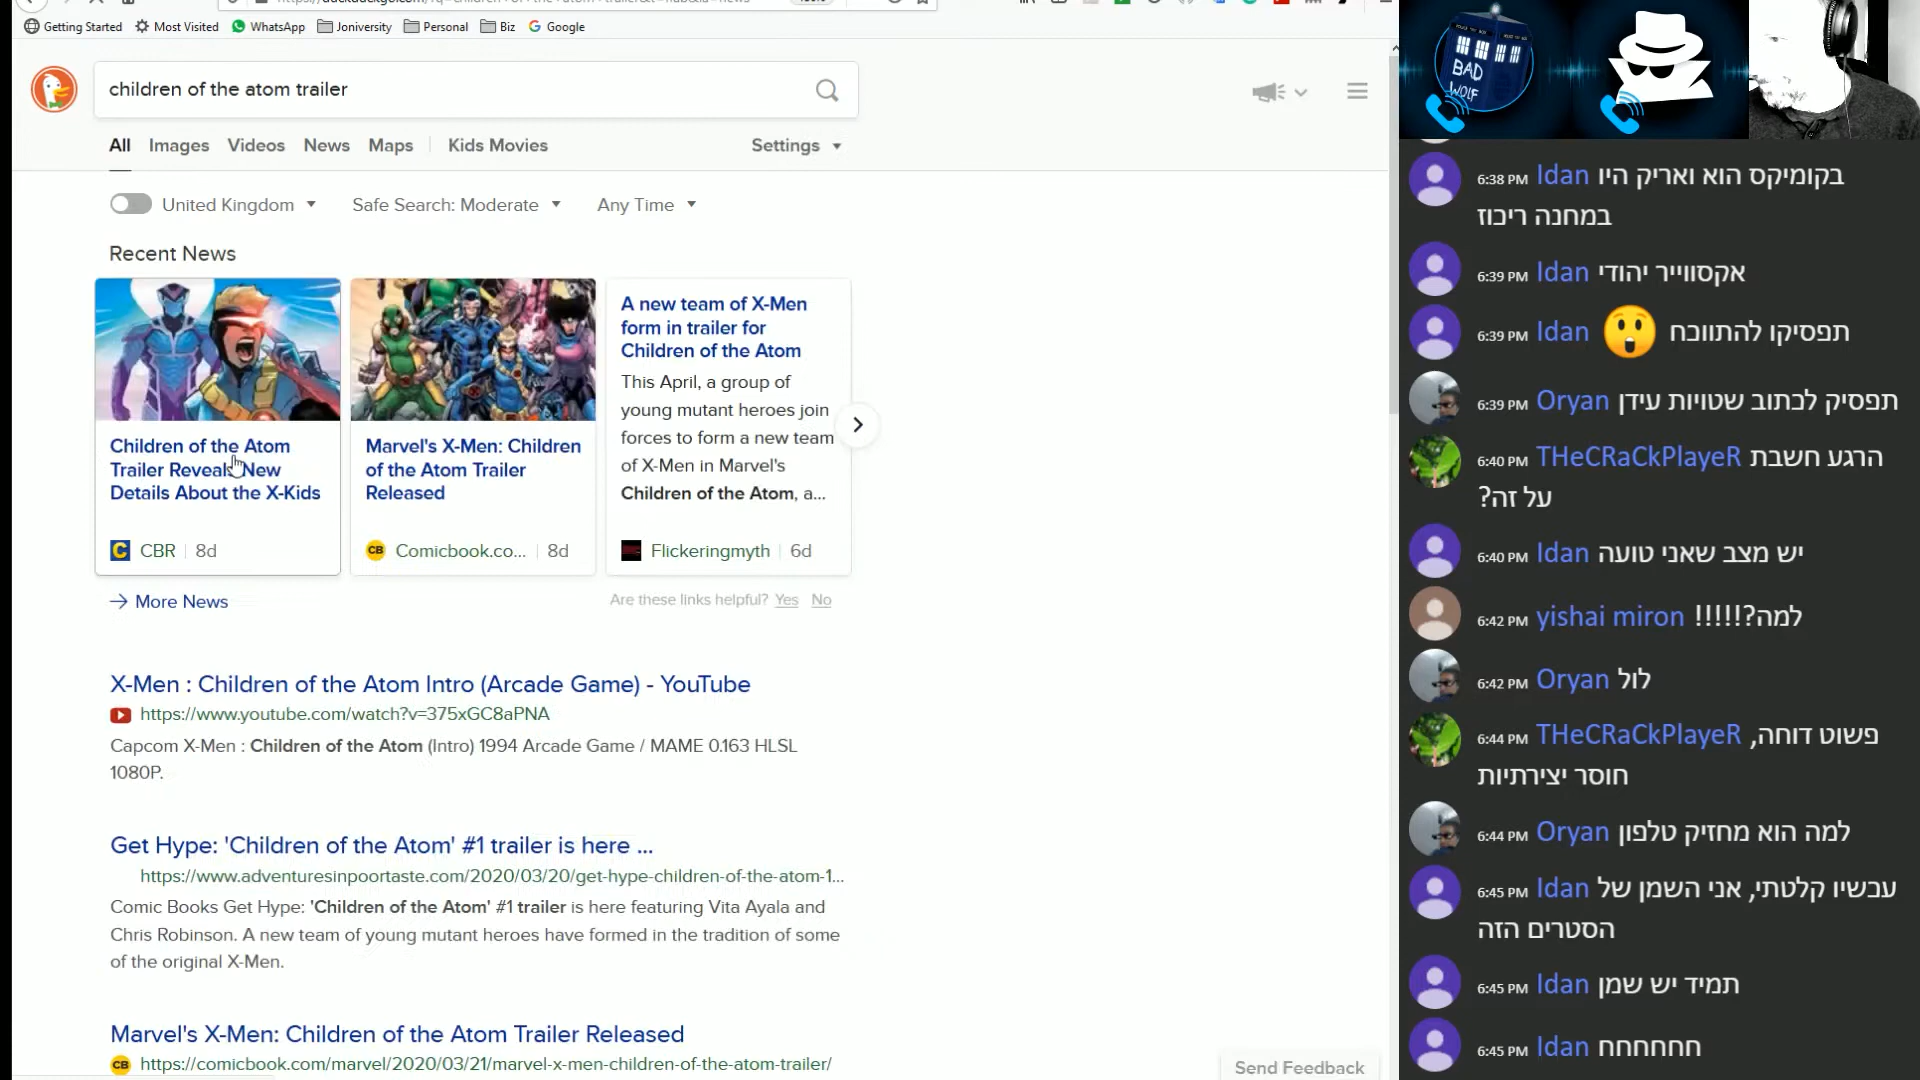 Getting Started Most Visited WhatsApp Joniversity Personal Biz Google
children of the atom trailer
All Images Videos News Maps Kids Movies Settings
United Kingdom Safe Search: Moderate Any Time
Recent News
Children of the Atom
Trailer Reveals New
Details About the X-Kids
CBR 8d
Marvel's X-Men: Children
of the Atom Trailer
Released
Comicbook.co... 8d
A new team of X-Men
form in trailer for
Children of the Atom
This April, a group of
young mutant heroes join
forces to form a new team
of X-Men in Marvel's
Children of the Atom, a...
Flickeringmyth 6d
More News
Are these links helpful? Yes No
X-Men : Children of the Atom Intro (Arcade Game) - YouTube
https://www.youtube.com/watch?v=375xGC8aPNA
Capcom X-Men : Children of the Atom (Intro) 1994 Arcade Game / MAME 0.163 HLSL
1080P.
Get Hype: 'Children of the Atom' #1 trailer is here ...
https://www.adventuresinpoortaste.com/2020/03/20/get-hype-children-of-the-atom-1...
Comic Books Get Hype: 'Children of the Atom' #1 trailer is here featuring Vita Ayala and
Chris Robinson. A new team of young mutant heroes have formed in the tradition of some
of the original X-Men.
Marvel's X-Men: Children of the Atom Trailer Released
https://comicbook.com/marvel/2020/03/21/marvel-x-men-children-of-the-atom-trailer/
Send Feedback
BAD
WOLF
6:38 PM Idan בקומיקס הוא ואריק היו
במחנה ריכוז
6:39 PM Idan אקסווייר יהודי
6:39 PM Idan 😲 תפסיקו להתווכח
6:39 PM Oryan תפסיק לכתוב שטויות עידן
6:40 PM THeCRaCkPlayeR הרגע חשבת
על זה?
6:40 PM Idan יש מצב שאני טועה
6:42 PM yishai miron למה?!!!!!
6:42 PM Oryan לול
6:44 PM THeCRaCkPlayeR פשוט דוחה,
חוסר יצירתיות
6:44 PM Oryan למה הוא מחזיק טלפון
6:45 PM Idan עבשיו קלטתי, אני השמן של
הסטרים הזה
6:45 PM Idan תמיד יש שמן
6:45 PM Idan חחחחחח